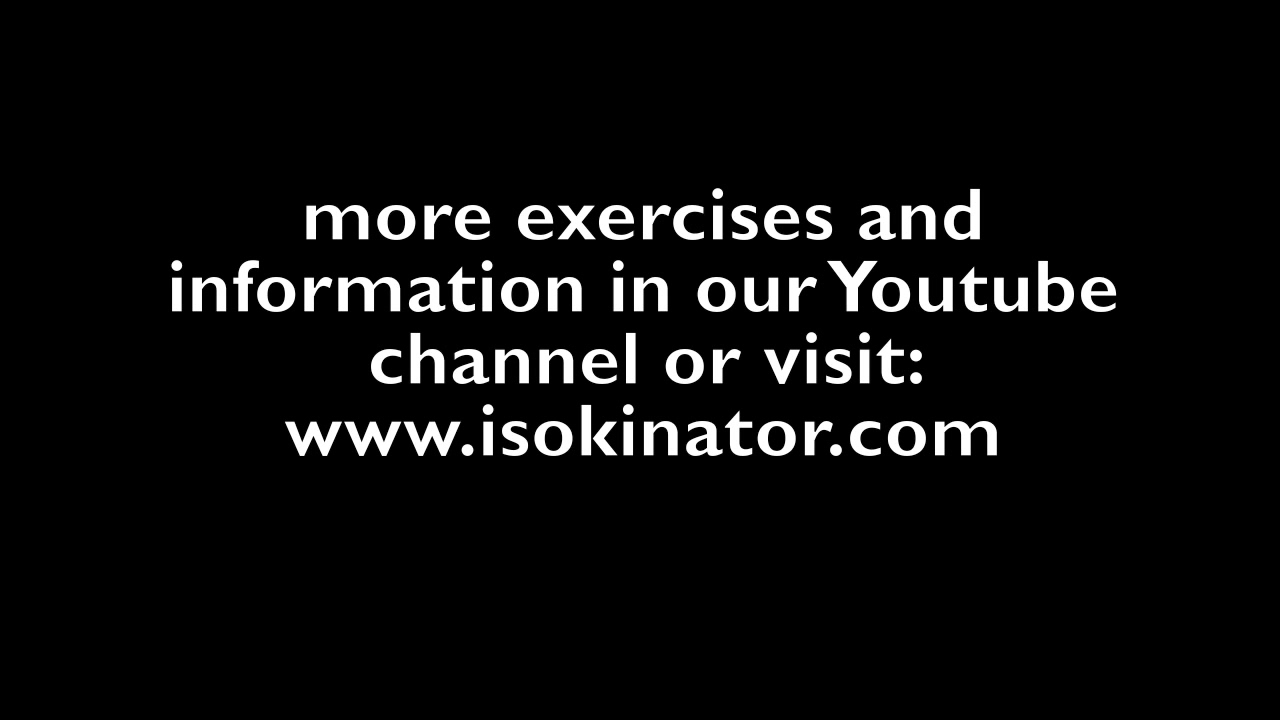 more exercises and
information in our Youtube
channel or visit:
www.isokinator.com